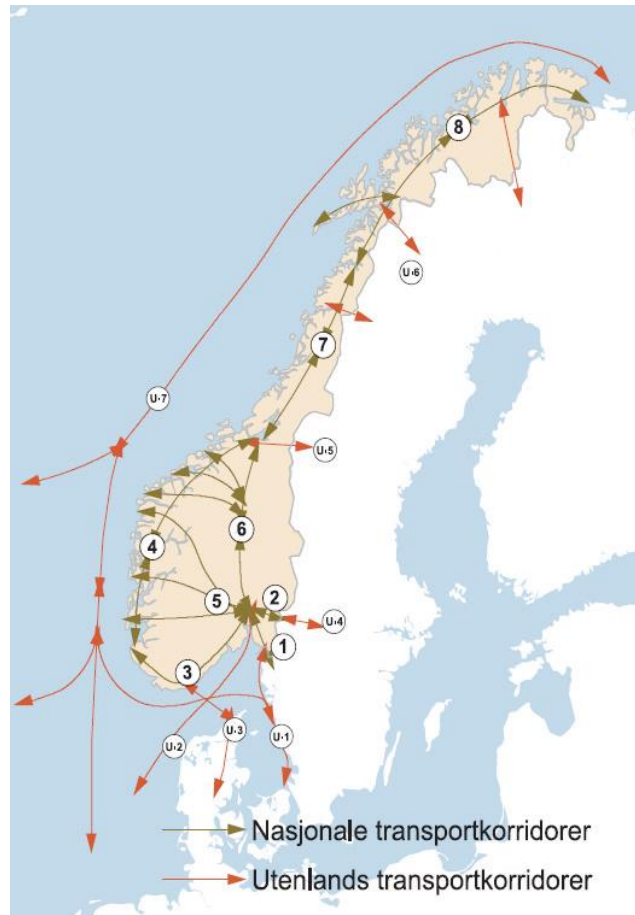 8
U-6
7
U-7
U-5
6
4
5
2
U-4
1
3
U-3
U-2
U-1
Nasjonale transportkorridorer
Utenlands transportkorridorer